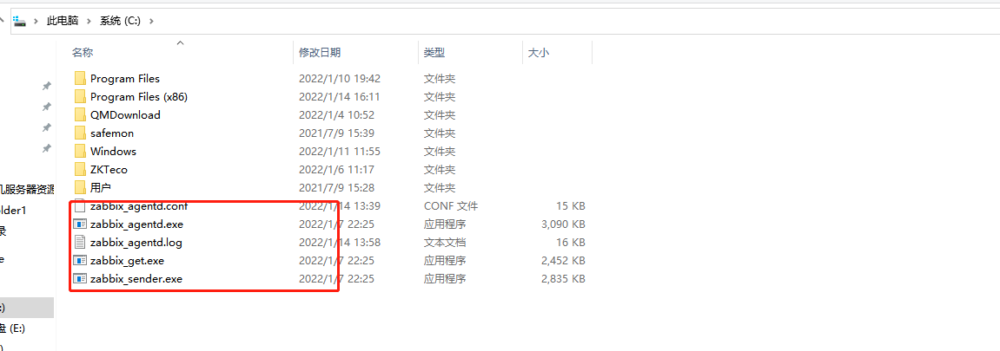 此电脑 系统 (C:)
名称 修改日期 类型 大小
Program Files 2022/1/10 19:42 文件夹
Program Files (x86) 2022/1/14 16:11 文件夹
QMDownload 2022/1/4 10:52 文件夹
safemon 2021/7/9 15:39 文件夹
Windows 2022/1/11 11:55 文件夹
ZKTeco 2022/1/6 11:17 文件夹
用户 2021/7/9 15:28 文件夹
服务器资源
zabbix_agentd.conf 2022/1/14 13:39 CONF 文件 15 KB
older1
zabbix_agentd.exe 2022/1/7 22:25 应用程序 3,090 KB
录
zabbix_agentd.log 2022/1/14 13:58 文本文档 16 KB
e
zabbix_get.exe 2022/1/7 22:25 应用程序 2,452 KB
zabbix_sender.exe 2022/1/7 22:25 应用程序 2,835 KB
:)
盘 (E:)